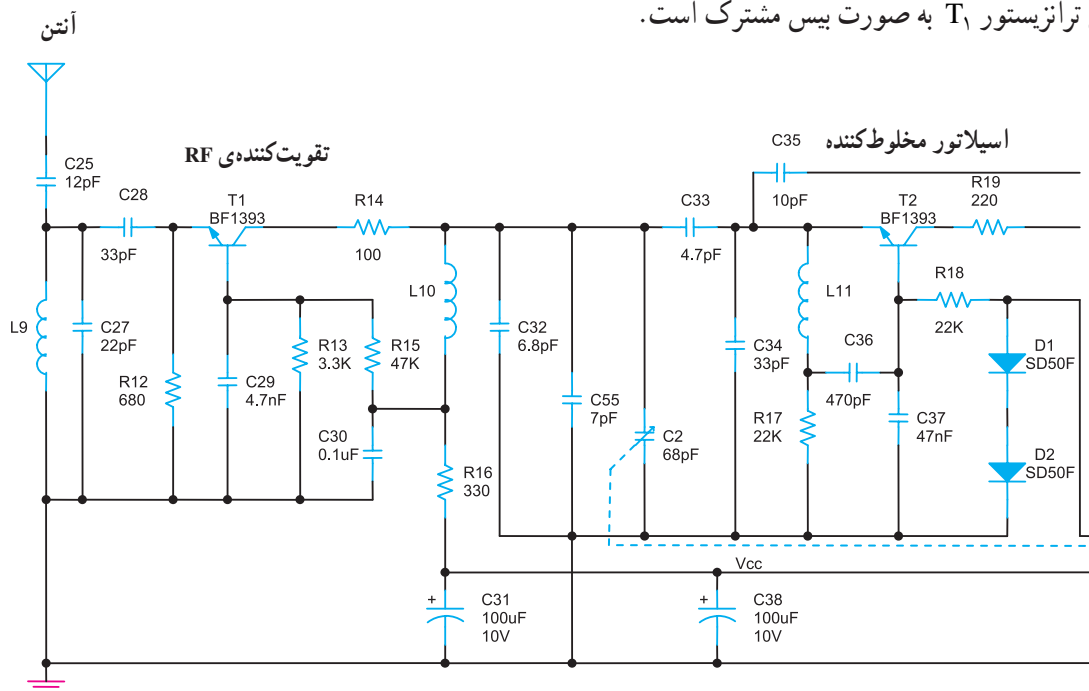 ترانزیستور T۱ به صورت بیس مشترک است.
آنتن
تقویت‌کننده‌ی RF
اسیلاتور مخلوط‌کننده
C25
12pF
C28
33pF
T1
BF1393
R14
100
C33
4.7pF
C35
10pF
T2
BF1393
R19
220
L9
C27
22pF
R12
680
C29
4.7nF
R13
3.3K
R15
47K
C30
0.1uF
L10
R16
330
C32
6.8pF
C55
7pF
C2
68pF
C34
33pF
L11
R17
22K
C36
470pF
R18
22K
C37
47nF
D1
SD50F
D2
SD50F
Vcc
+
C31
100uF
10V
+
C38
100uF
10V